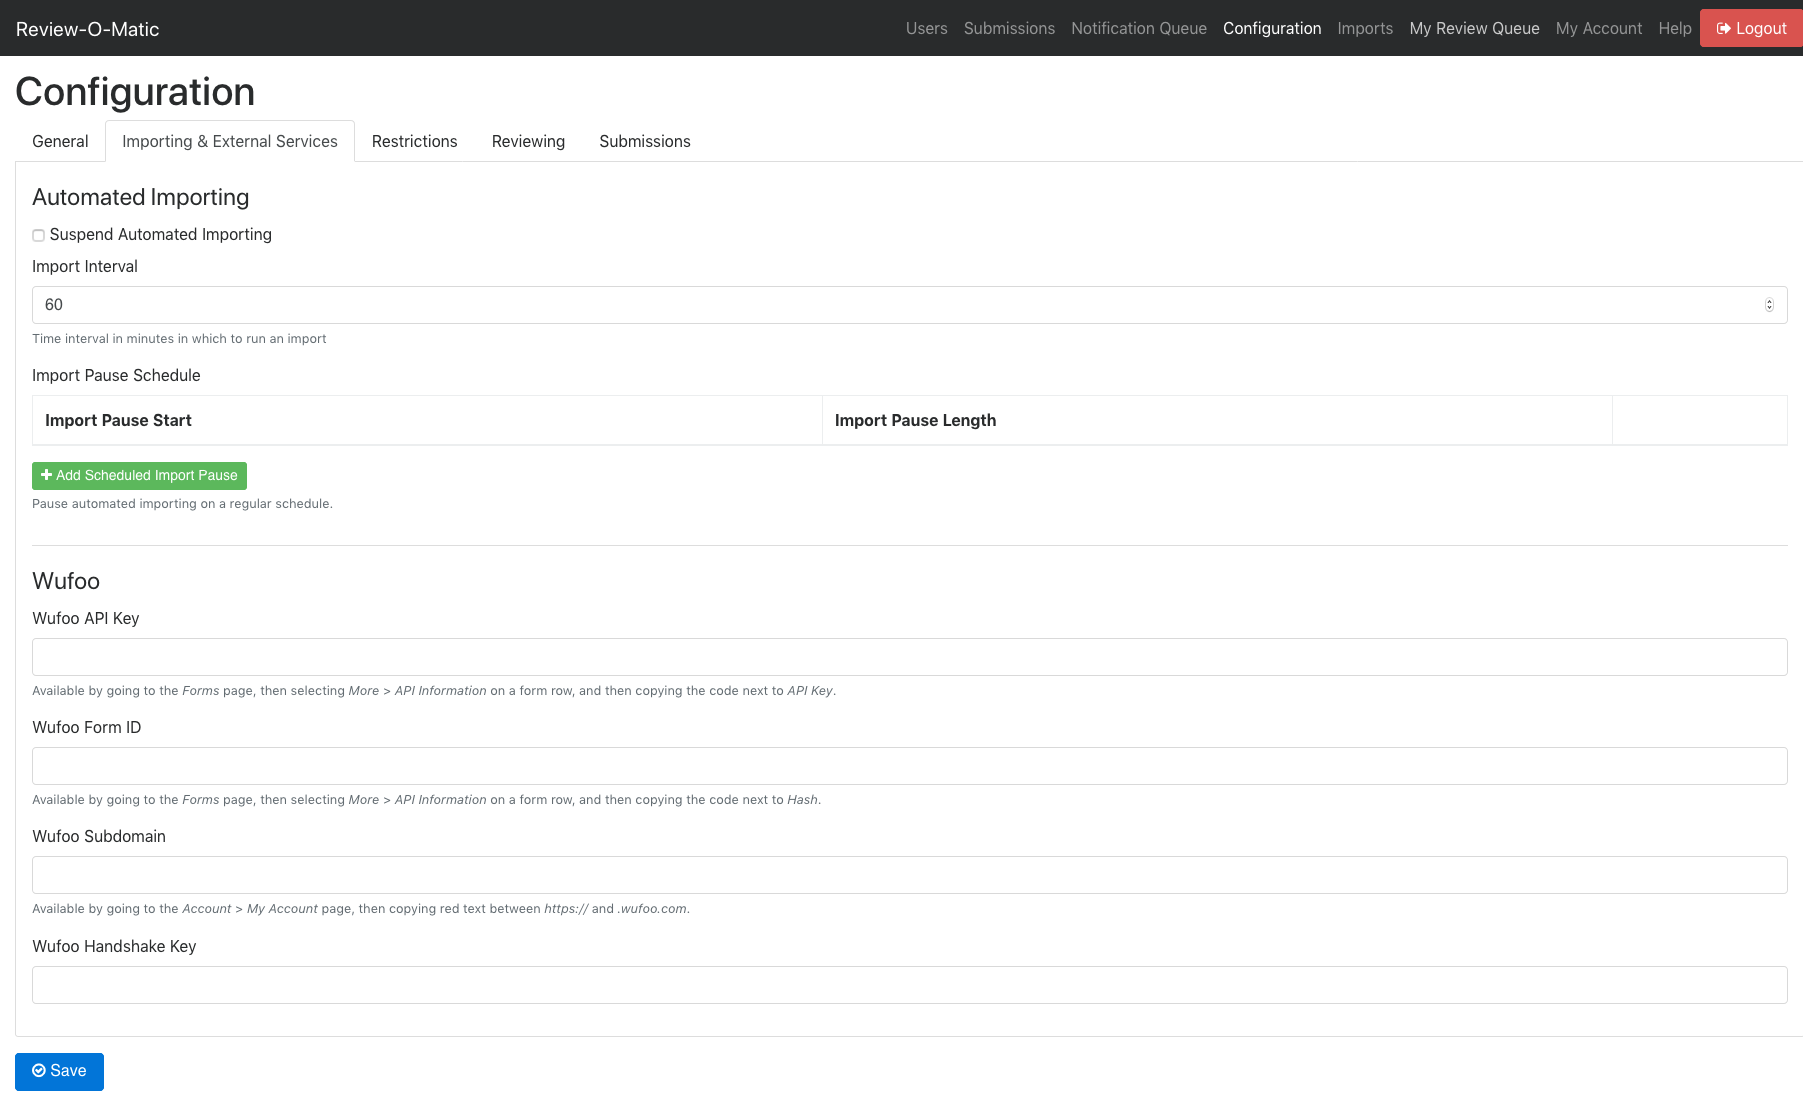 Review-O-Matic
Users Submissions Notification Queue Configuration Imports My Review Queue My Account Help Logout
Configuration
General Importing & External Services Restrictions Reviewing Submissions
Automated Importing
Suspend Automated Importing
Import Interval
60
Time interval in minutes in which to run an import
Import Pause Schedule
Import Pause Start Import Pause Length
Add Scheduled Import Pause
Pause automated importing on a regular schedule.
Wufoo
Wufoo API Key
Available by going to the Forms page, then selecting More > API Information on a form row, and then copying the code next to API Key.
Wufoo Form ID
Available by going to the Forms page, then selecting More > API Information on a form row, and then copying the code next to Hash.
Wufoo Subdomain
Available by going to the Account > My Account page, then copying red text between https:// and .wufoo.com.
Wufoo Handshake Key
Save